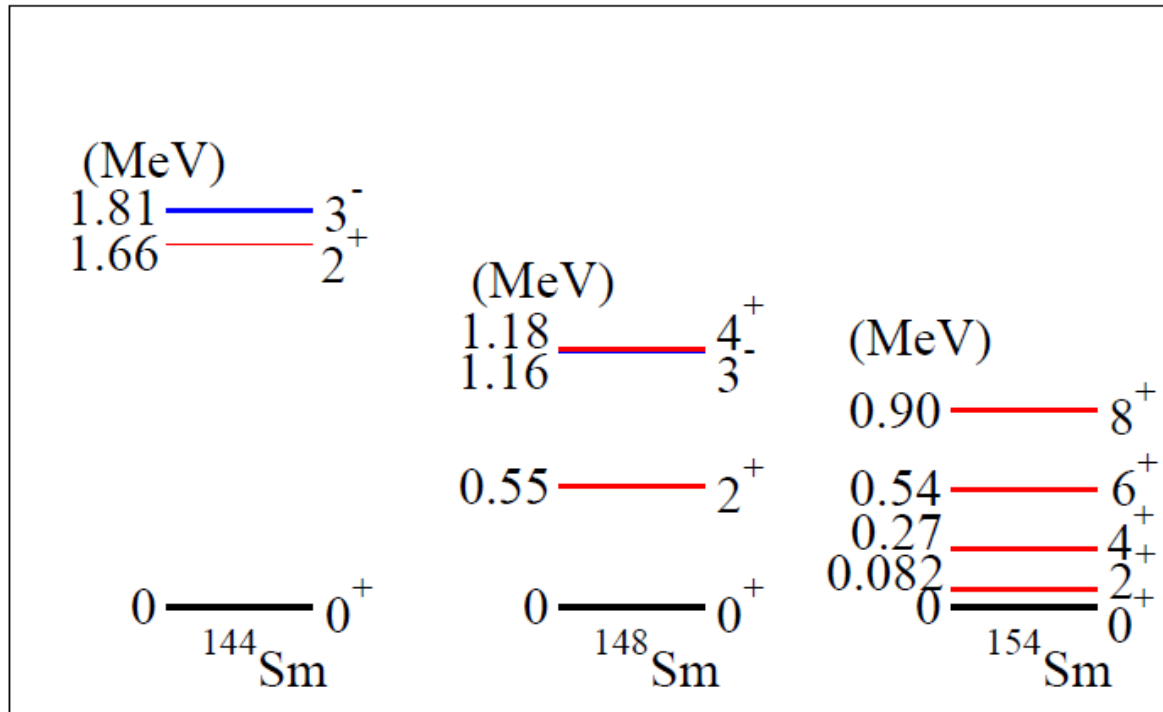 (MeV)
1.81 3-
1.66 2+
0 0+
144Sm
(MeV)
1.18 4+
1.16 3-
0.55 2+
0 0+
148Sm
(MeV)
0.90 8+
0.54 6+
0.27 4+
0.082 2+
0 0+
154Sm